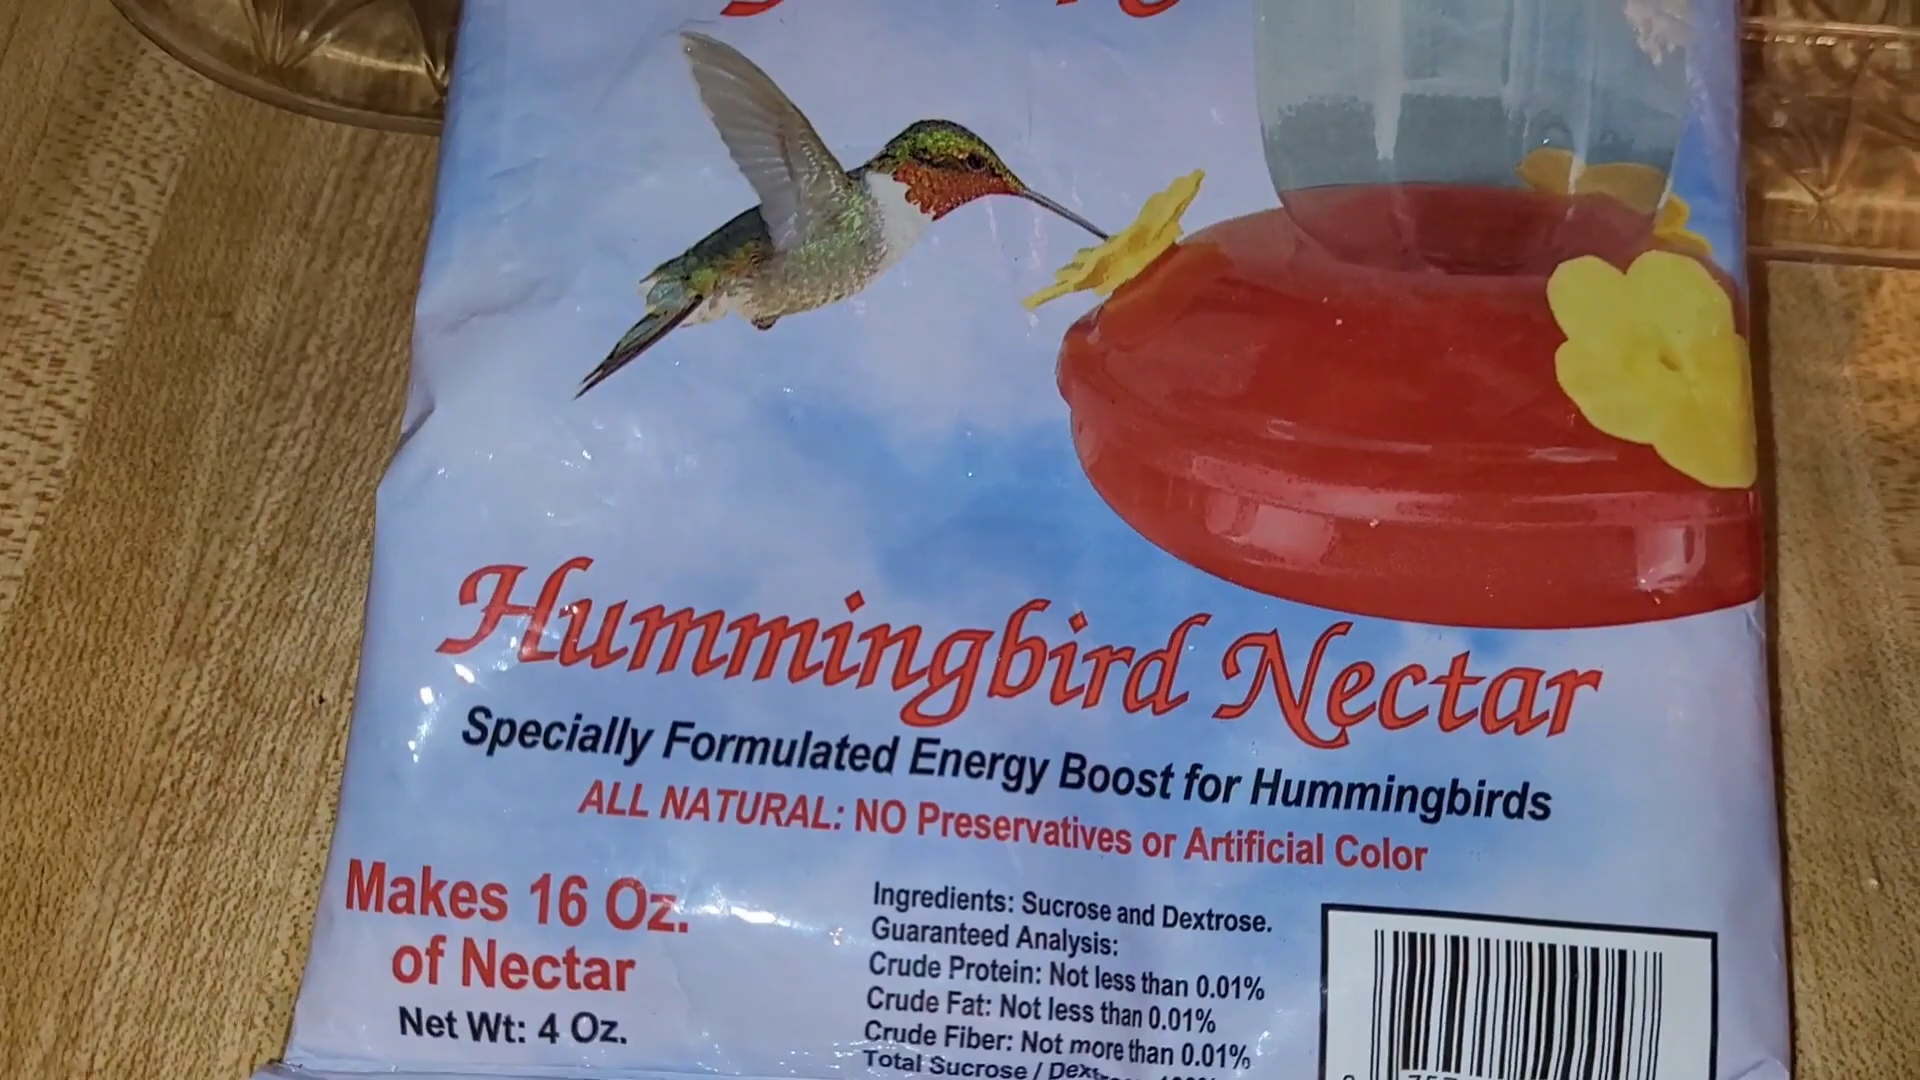 Hummingbird Nectar
Specially Formulated Energy Boost for Hummingbirds
ALL NATURAL: NO Preservatives or Artificial Color
Makes 16 Oz.
of Nectar
Net Wt: 4 Oz.
Ingredients: Sucrose and Dextrose.
Guaranteed Analysis:
Crude Protein: Not less than 0.01%
Crude Fat: Not less than 0.01%
Crude Fiber: Not more than 0.01%
Total Sucrose /